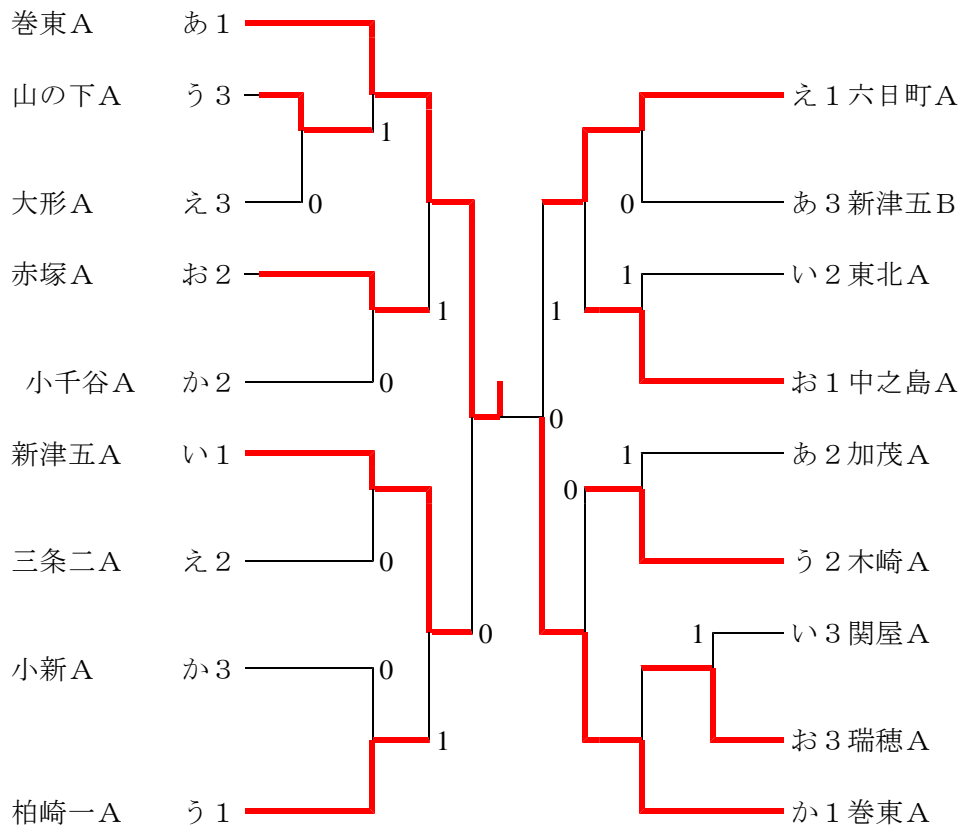 巻東A あ1
山の下A う3
え1 六日町A
1
大形A え3
0
0
あ3 新津五B
赤塚A お2
1
い2 東北A
1
1
小千谷A か2
0
お1 中之島A
0
新津五A い1
1
あ2 加茂A
0
三条二A え2
0
う2 木崎A
0
1
い3 関屋A
小新A か3
0
1
お3 瑞穂A
柏崎一A う1
か1 巻東A